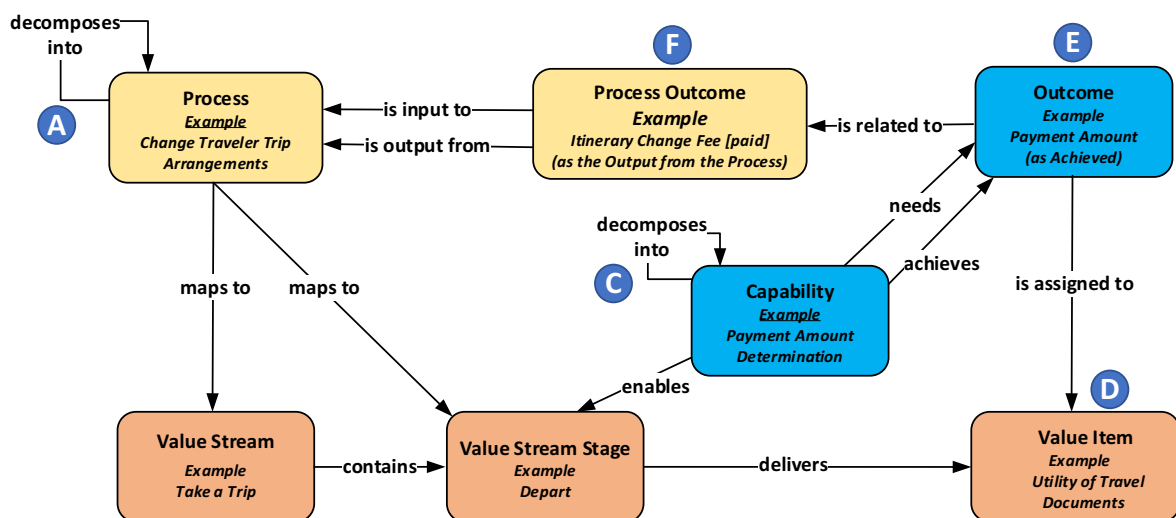 decomposes
into
A
Process
Example
Change Traveler Trip
Arrangements
is input to
is output from
F
Process Outcome
Example
Itinerary Change Fee [paid]
(as the Output from the Process)
is related to
E
Outcome
Example
Payment Amount
(as Achieved)
needs
achieves
decomposes
into
C
Capability
Example
Payment Amount
Determination
maps to
maps to
enables
is assigned to
D
Value Stream
Example
Take a Trip
contains
Value Stream Stage
Example
Depart
delivers
Value Item
Example
Utility of Travel
Documents